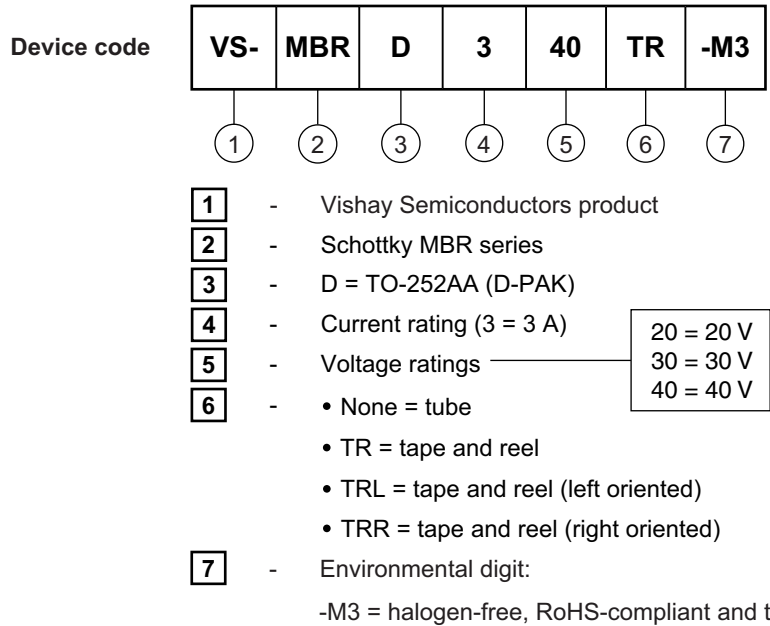 Device code VS- MBR D 3 40 TR -M3
1 2 3 4 5 6 7
1 - Vishay Semiconductors product
2 - Schottky MBR series
3 - D = TO-252AA (D-PAK)
4 - Current rating (3 = 3 A)
5 - Voltage ratings
20 = 20 V
30 = 30 V
40 = 40 V
6 - • None = tube
• TR = tape and reel
• TRL = tape and reel (left oriented)
• TRR = tape and reel (right oriented)
7 - Environmental digit:
-M3 = halogen-free, RoHS-compliant and t